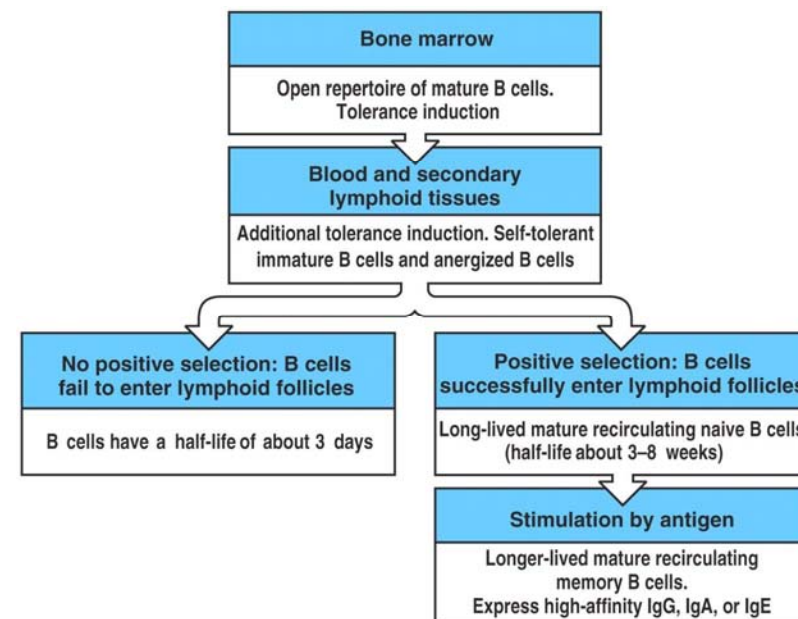 Bone marrow
Open repertoire of mature B cells.
Tolerance induction
Blood and secondary
lymphoid tissues
Additional tolerance induction. Self-tolerant
immature B cells and anergized B cells
No positive selection: B cells
fail to enter lymphoid follicles
B cells have a half-life of about 3 days
Positive selection: B cells
successfully enter lymphoid follicles
Long-lived mature recirculating naive B cells
(half-life about 3–8 weeks)
Stimulation by antigen
Longer-lived mature recirculating
memory B cells.
Express high-affinity IgG, IgA, or IgE